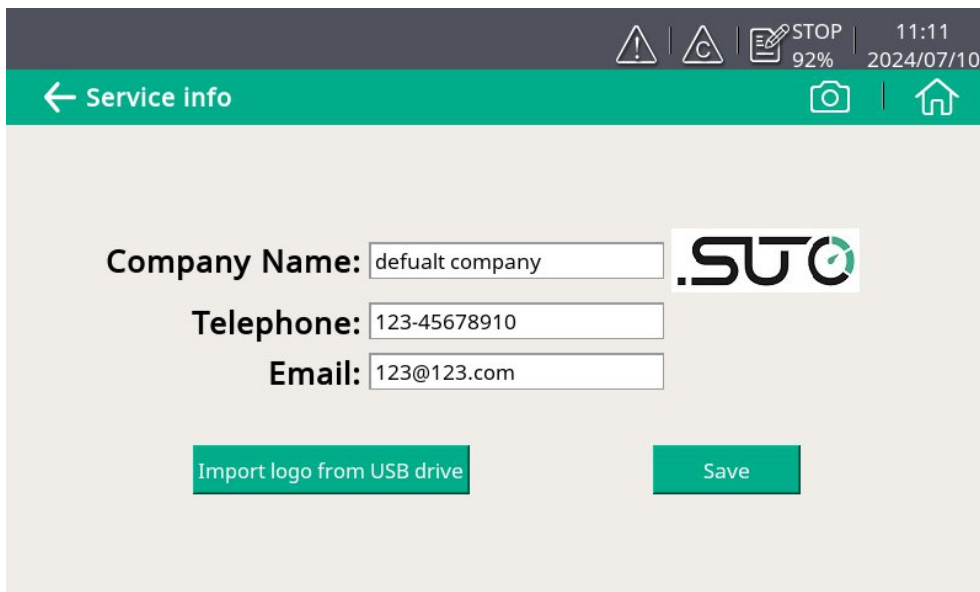 STOP 11:11
92% 2024/07/10
Service info
Company Name: defualt company
.SUTO
Telephone: 123-45678910
Email: 123@123.com
Import logo from USB drive Save